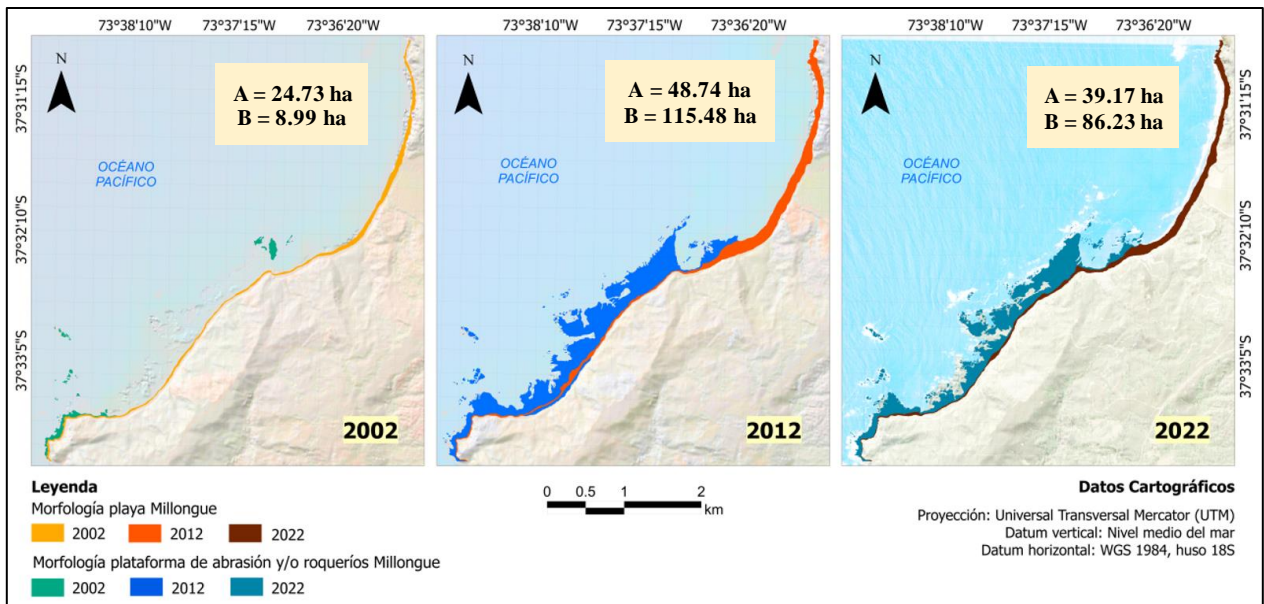 73°38'10"W 73°37'15"W 73°36'20"W
73°38'10"W 73°37'15"W 73°36'20"W
73°38'10"W 73°37'15"W 73°36'20"W
37°31'15"S
37°32'10"S
37°33'5"S
N
A = 24.73 ha
B = 8.99 ha
OCÉANO
PACÍFICO
2002
N
A = 48.74 ha
B = 115.48 ha
OCÉANO
PACÍFICO
2012
N
A = 39.17 ha
B = 86.23 ha
OCÉANO
PACÍFICO
2022
37°31'15"S
37°32'10"S
37°33'5"S
Leyenda
Morfología playa Millongue
2002 2012 2022
Morfología plataforma de abrasión y/o roqueríos Millongue
2002 2012 2022
0 0.5 1 2
km
Datos Cartográficos
Proyección: Universal Transversal Mercator (UTM)
Datum vertical: Nivel medio del mar
Datum horizontal: WGS 1984, huso 18S